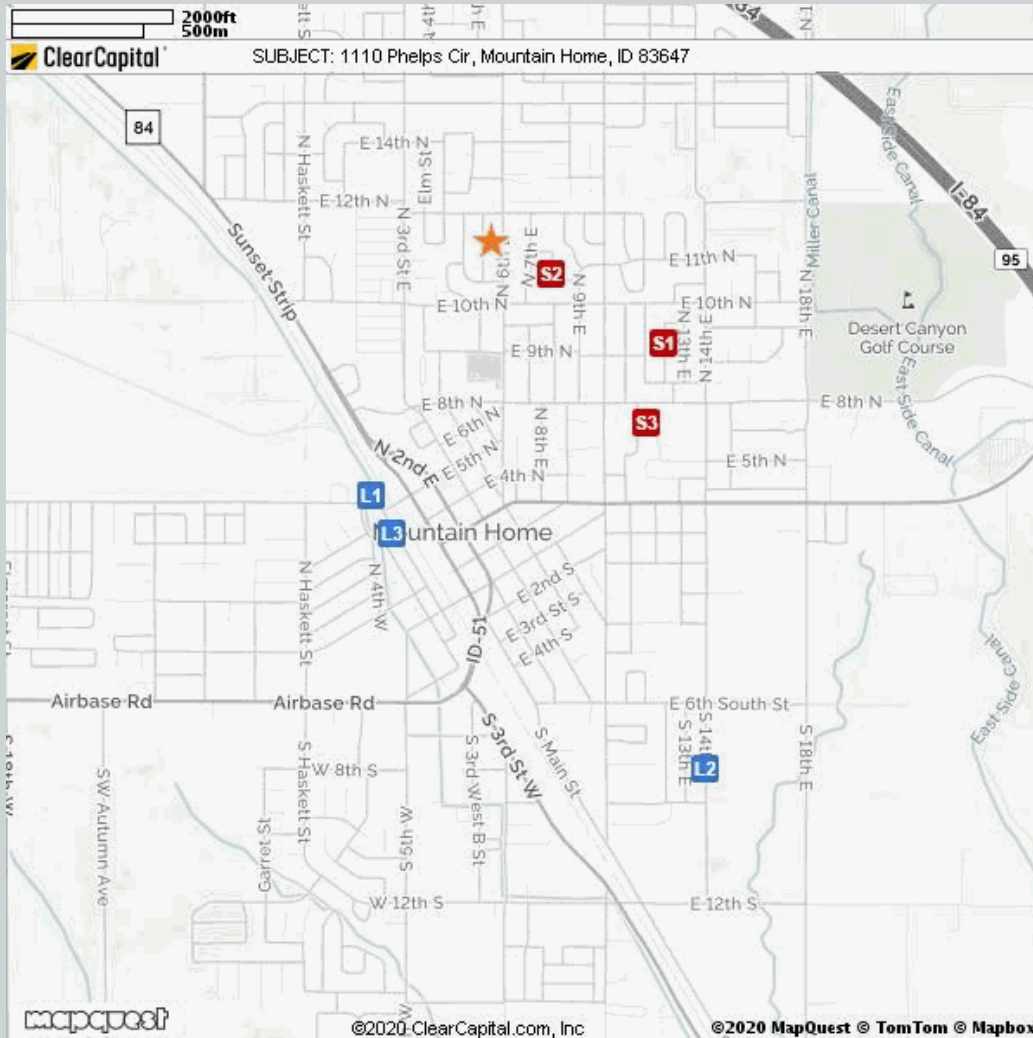 2000ft
500m
ClearCapital
SUBJECT: 1110 Phelps Cir, Mountain Home, ID 83647
84
E 14th N
N Haskett St
Elm St
E 12th N
N 3rd St E
Sunset Strip
N 7th E
S2
E 11th N
Miller Canal
East Side Canal
I-84
95
E 10th N
N 9th E
E 10th N
N 18th E
Desert Canyon
Golf Course
S1
N 13th E
N 14th E
E 9th N
E 8th N
E 8th N
East Side Canal
E 6th N
N 8th E
S3
N 2nd E
E 5th N
E 5th N
E 4th N
L1
L3
Mountain Home
N Haskett St
N 4th W
E 2nd S
E 3rd St S
E 4th S
ID-51
East Side Canal
Airbase Rd
Airbase Rd
E 6th South St
S 18th W
SW Autumn Ave
S Haskett St
W 8th S
S 3rd West B St
S 3rd St W
S Main St
S 13th E
S 14th
L2
S 18th E
Garret St
S 5th W
W 12th S
E 12th S
mapquest
©2020 ClearCapital.com, Inc
©2020 MapQuest © TomTom © Mapbox